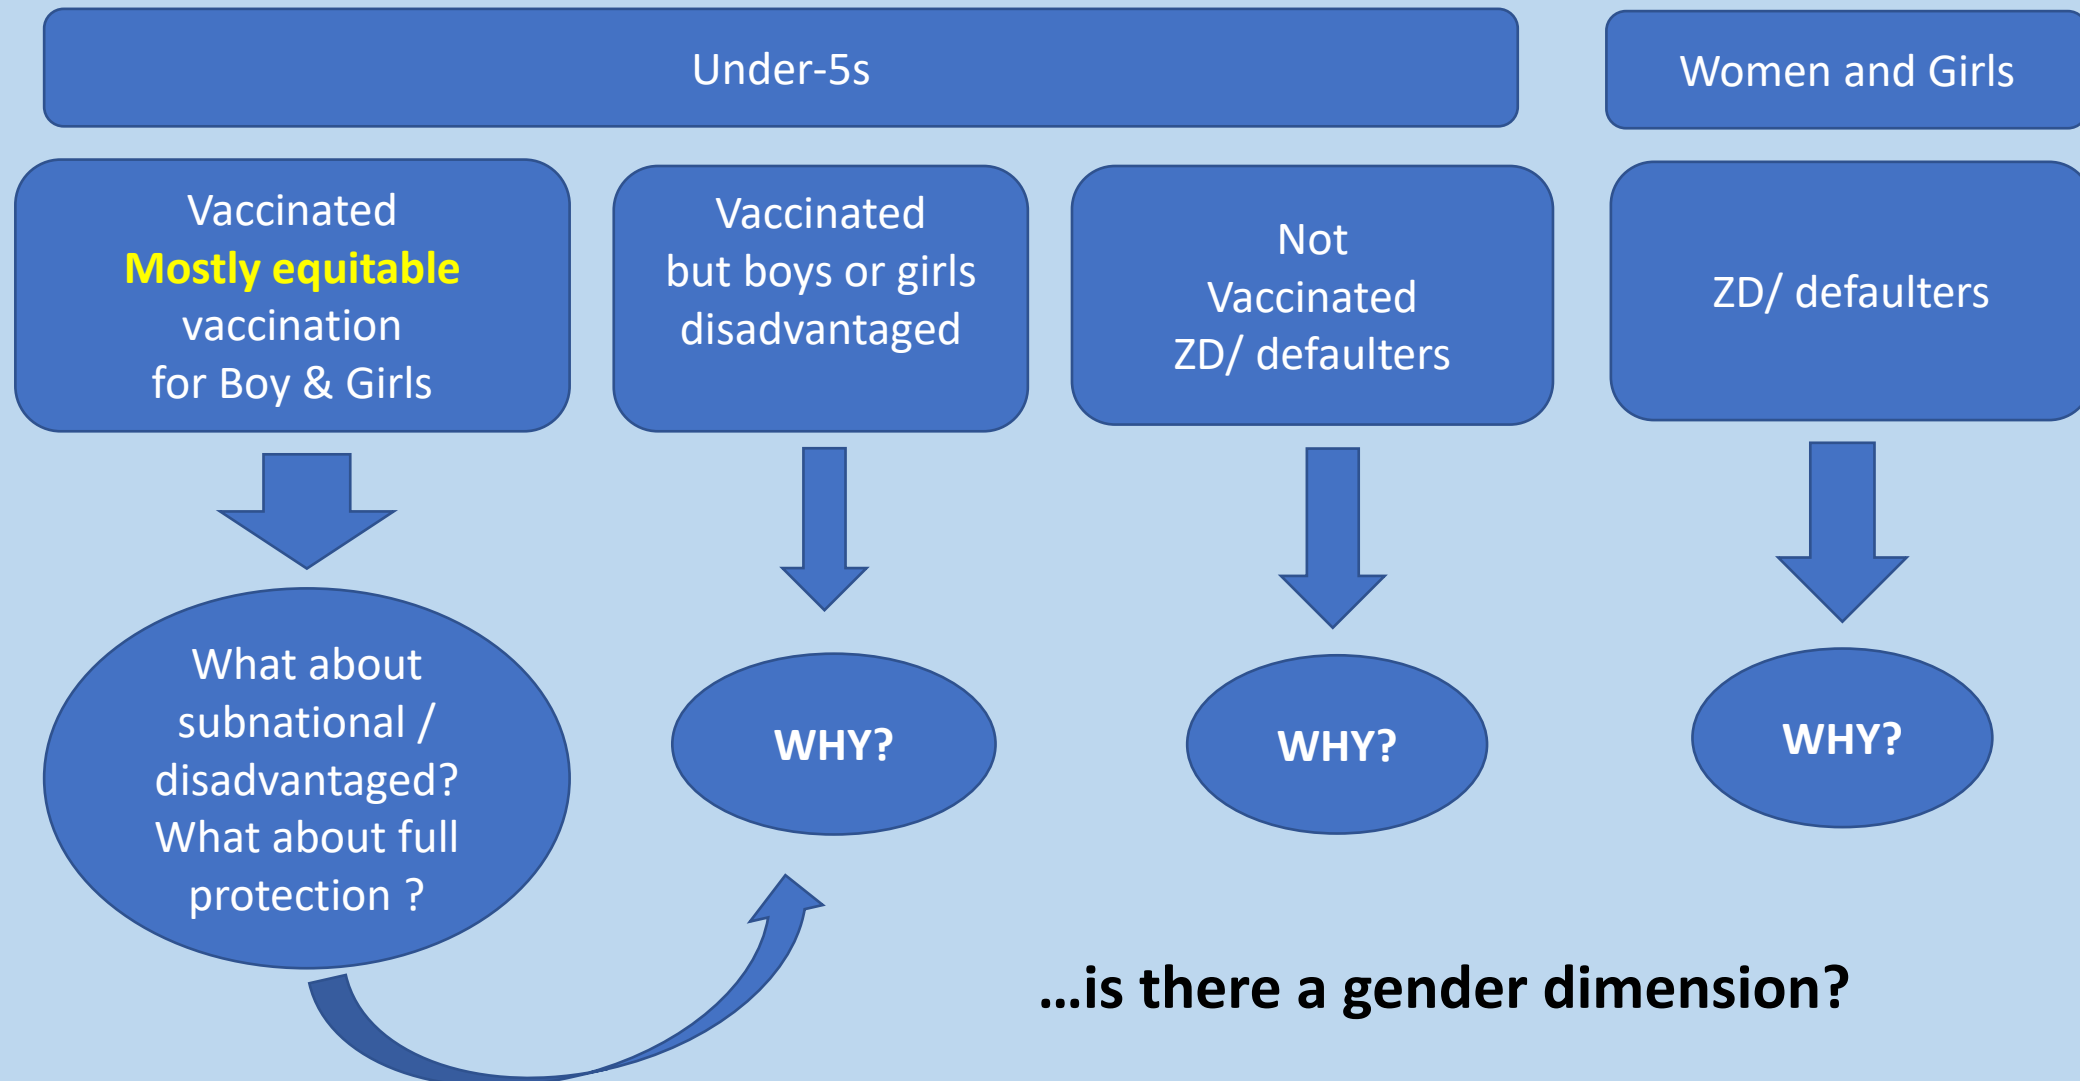 Under-5s
Women and Girls
Vaccinated
Mostly equitable
vaccination
for Boy & Girls
Vaccinated
but boys or girls
disadvantaged
Not
Vaccinated
ZD/ defaulters
ZD/ defaulters
What about
subnational /
disadvantaged?
What about full
protection ?
WHY?
WHY?
WHY?
...is there a gender dimension?